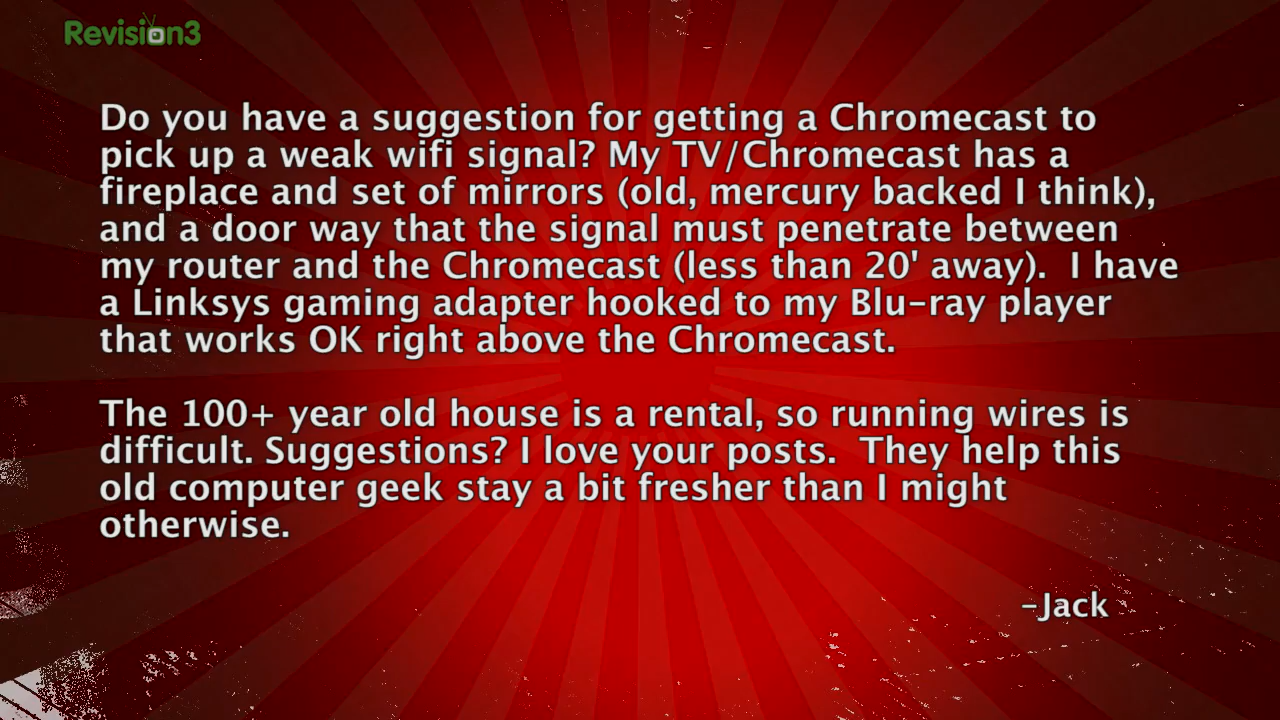 Revision3
Do you have a suggestion for getting a Chromecast to
pick up a weak wifi signal? My TV/Chromecast has a
fireplace and set of mirrors (old, mercury backed I think),
and a door way that the signal must penetrate between
my router and the Chromecast (less than 20' away).  I have
a Linksys gaming adapter hooked to my Blu-ray player
that works OK right above the Chromecast.
The 100+ year old house is a rental, so running wires is
difficult. Suggestions? I love your posts.  They help this
old computer geek stay a bit fresher than I might
otherwise.
-Jack